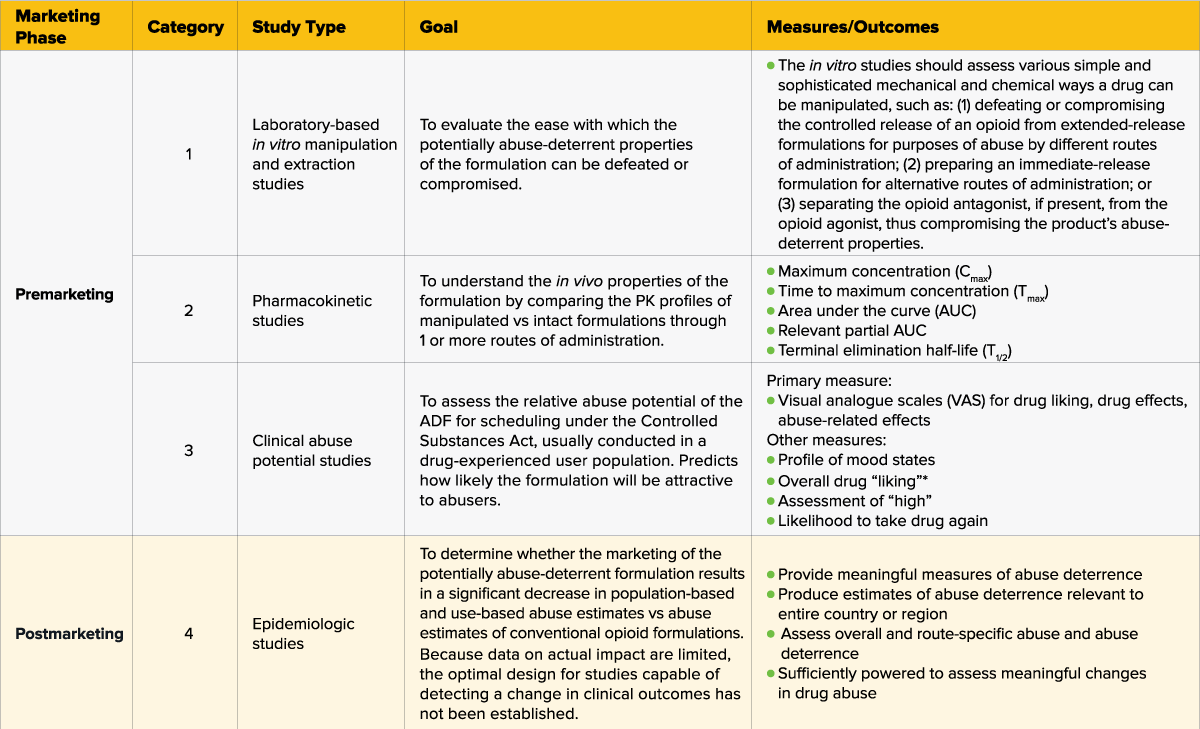 Marketing
Phase
Category
Study Type
Goal
Measures/Outcomes
Premarketing
1
Laboratory-based
in vitro manipulation
and extraction
studies
To evaluate the ease with which the
potentially abuse-deterrent properties
of the formulation can be defeated or
compromised.
• The in vitro studies should assess various simple and
sophisticated mechanical and chemical ways a drug can
be manipulated, such as: (1) defeating or compromising
the controlled release of an opioid from extended-release
formulations for purposes of abuse by different routes
of administration; (2) preparing an immediate-release
formulation for alternative routes of administration; or
(3) separating the opioid antagonist, if present, from the
opioid agonist, thus compromising the product’s abuse-
deterrent properties.
2
Pharmacokinetic
studies
To understand the in vivo properties of the
formulation by comparing the PK profiles of
manipulated vs intact formulations through
1 or more routes of administration.
• Maximum concentration (Cmax)
• Time to maximum concentration (Tmax)
• Area under the curve (AUC)
• Relevant partial AUC
• Terminal elimination half-life (T1/2)
3
Clinical abuse
potential studies
To assess the relative abuse potential of the
ADF for scheduling under the Controlled
Substances Act, usually conducted in a
drug-experienced user population. Predicts
how likely the formulation will be attractive
to abusers.
Primary measure:
• Visual analogue scales (VAS) for drug liking, drug effects,
abuse-related effects
Other measures:
• Profile of mood states
• Overall drug “liking”*
• Assessment of “high”
• Likelihood to take drug again
Postmarketing
4
Epidemiologic
studies
To determine whether the marketing of the
potentially abuse-deterrent formulation results
in a significant decrease in population-based
and use-based abuse estimates vs abuse
estimates of conventional opioid formulations.
Because data on actual impact are limited,
the optimal design for studies capable of
detecting a change in clinical outcomes has
not been established.
• Provide meaningful measures of abuse deterrence
• Produce estimates of abuse deterrence relevant to
entire country or region
• Assess overall and route-specific abuse and abuse
deterrence
• Sufficiently powered to assess meaningful changes
in drug abuse